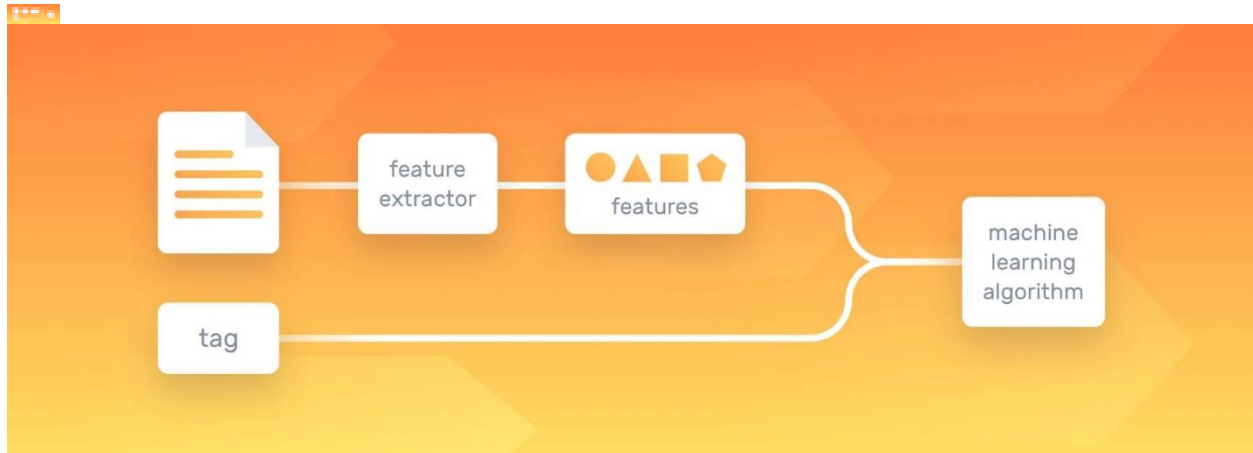 feature
extractor
features
machine
learning
algorithm
tag